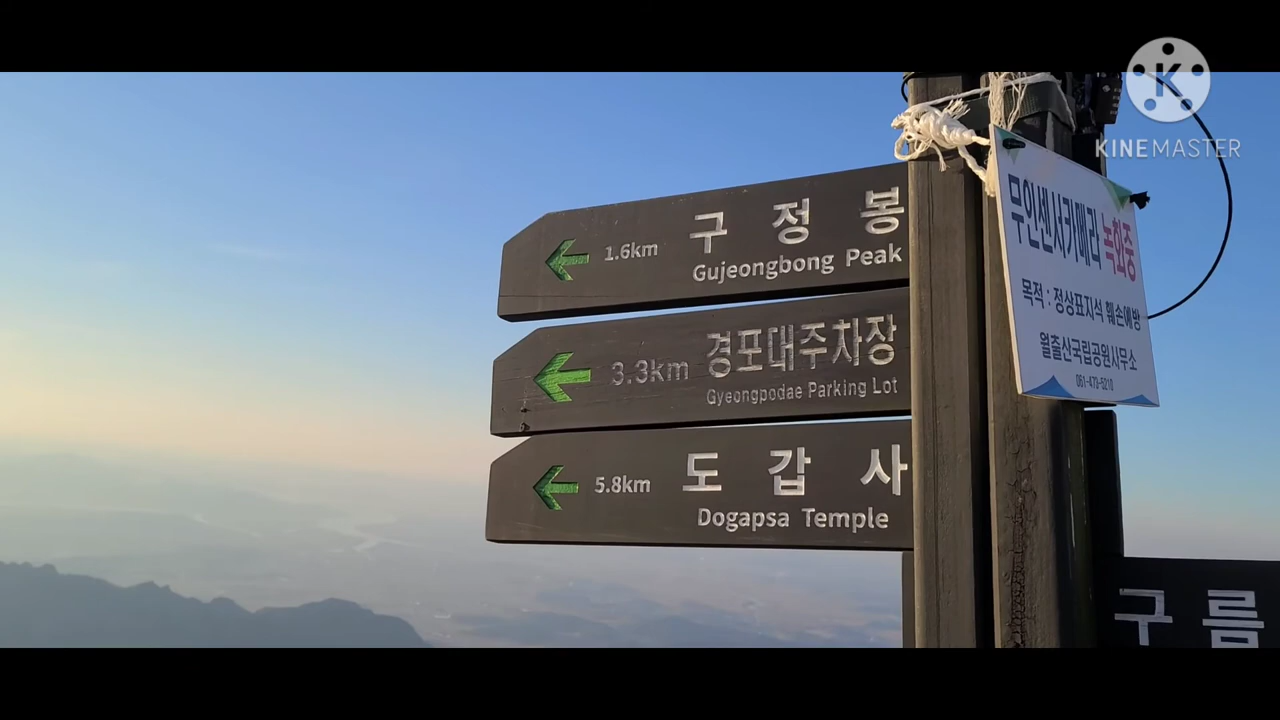 KINEMASTER
구정봉
1.6km
Gujeongbong Peak
3.3km 경포대주차장
Gyeongpodae Parking Lot
도갑사
5.8km
Dogapsa Temple
무인센서카메라 녹화중
목적 : 정상표지석 훼손예방
월출산국립공원사무소
061-473-5210
구름